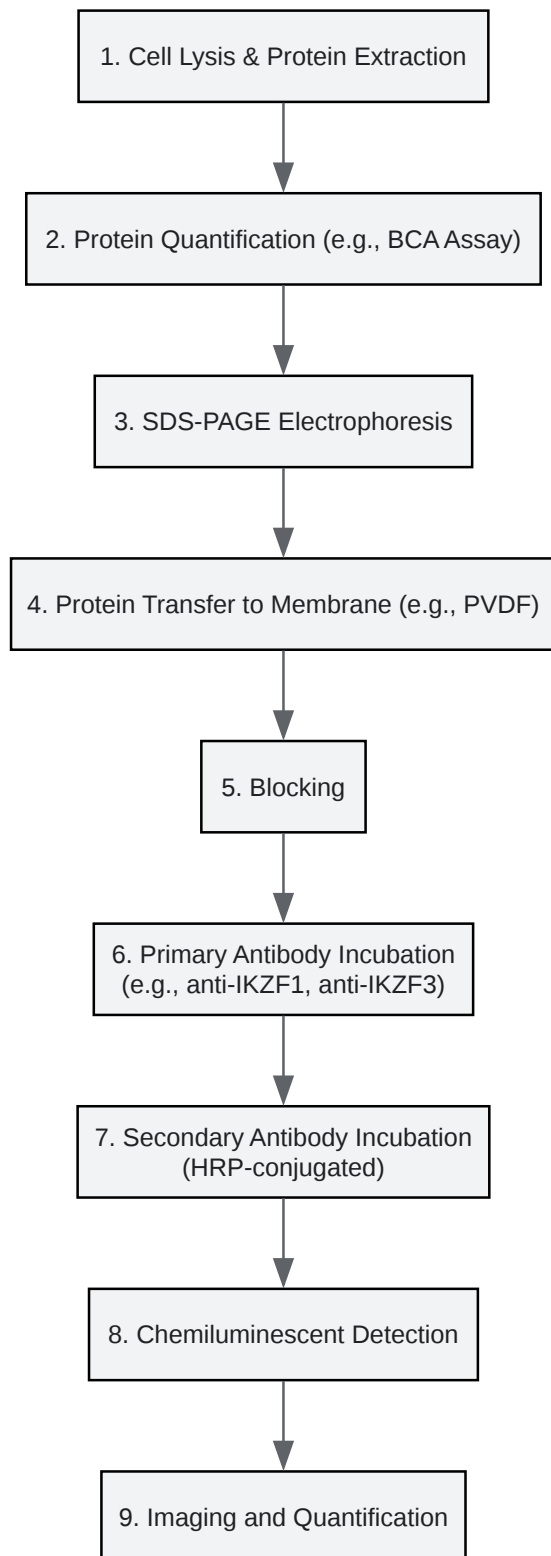 1. Cell Lysis & Protein Extraction
2. Protein Quantification (e.g., BCA Assay)
3. SDS-PAGE Electrophoresis
4. Protein Transfer to Membrane (e.g., PVDF)
5. Blocking
6. Primary Antibody Incubation
(e.g., anti-IKZF1, anti-IKZF3)
7. Secondary Antibody Incubation
(HRP-conjugated)
8. Chemiluminescent Detection
9. Imaging and Quantification